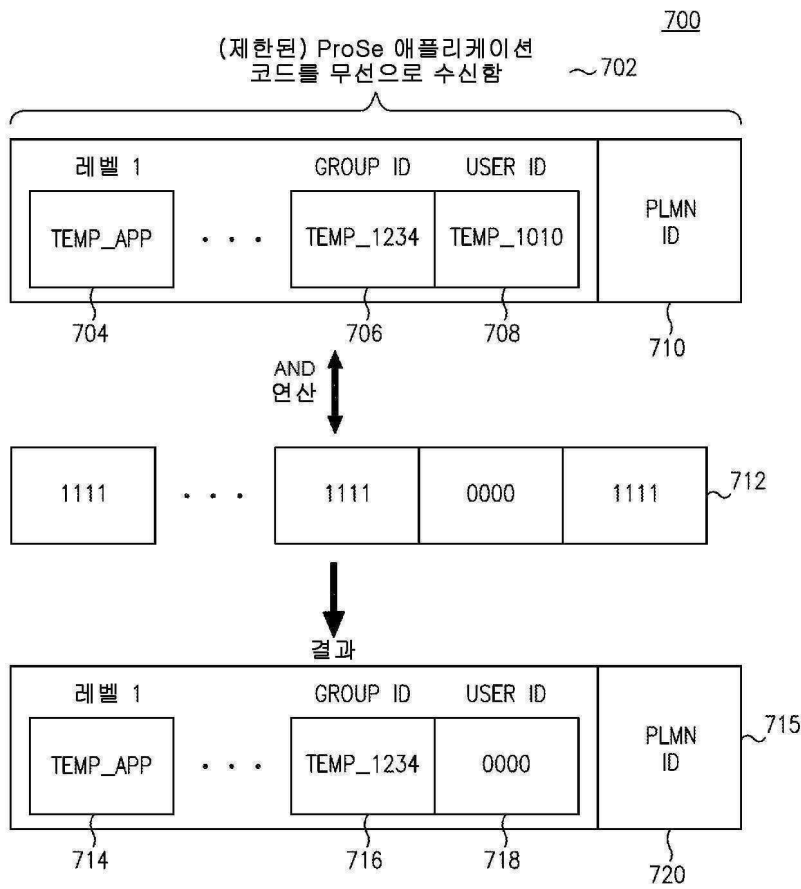 700
(제한된) ProSe 애플리케이션
코드를 무선으로 수신함 702
레벨 1 GROUP ID USER ID
TEMP_APP . . . TEMP_1234 TEMP_1010 PLMN ID
704 706 708 710
AND
연산
1111 . . . 1111 0000 1111 712
결과
레벨 1 GROUP ID USER ID
TEMP_APP . . . TEMP_1234 0000 PLMN ID 715
714 716 718 720